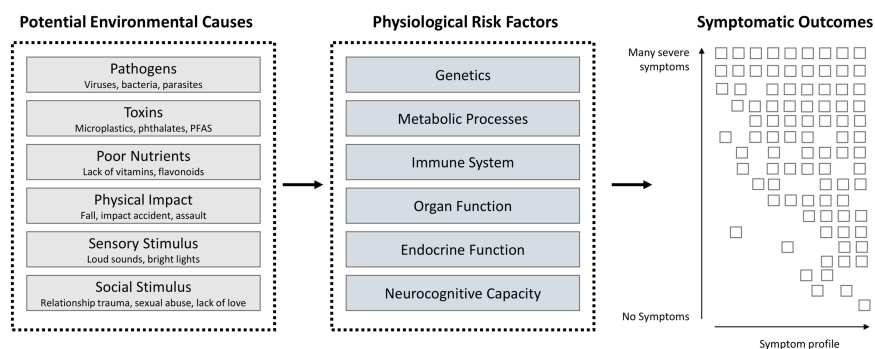 Potential Environmental Causes
Pathogens
Viruses, bacteria, parasites
Toxins
Microplastics, phthalates, PFAS
Poor Nutrients
Lack of vitamins, flavonoids
Physical Impact
Fall, impact accident, assault
Sensory Stimulus
Loud sounds, bright lights
Social Stimulus
Relationship trauma, sexual abuse, lack of love
Physiological Risk Factors
Genetics
Metabolic Processes
Immune System
Organ Function
Endocrine Function
Neurocognitive Capacity
Symptomatic Outcomes
Many severe
symptoms
No Symptoms
Symptom profile